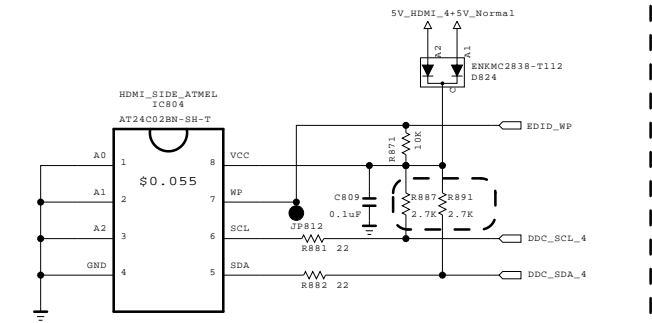 5V_HDMI_4+5V_Normal
A2
A1
ENKMC2838-T112
D824
C
HDMI_SIDE_ATMEL
IC804
AT24C02BN-SH-T
EDID_WP
R871
10K
A0
1
8
VCC
$0.055
A1
2
7
WP
C809
0.1uF
R887
R891
2.7K
2.7K
JP812
A2
3
6
SCL
R881 22
DDC_SCL_4
GND
4
5
SDA
R882 22
DDC_SDA_4